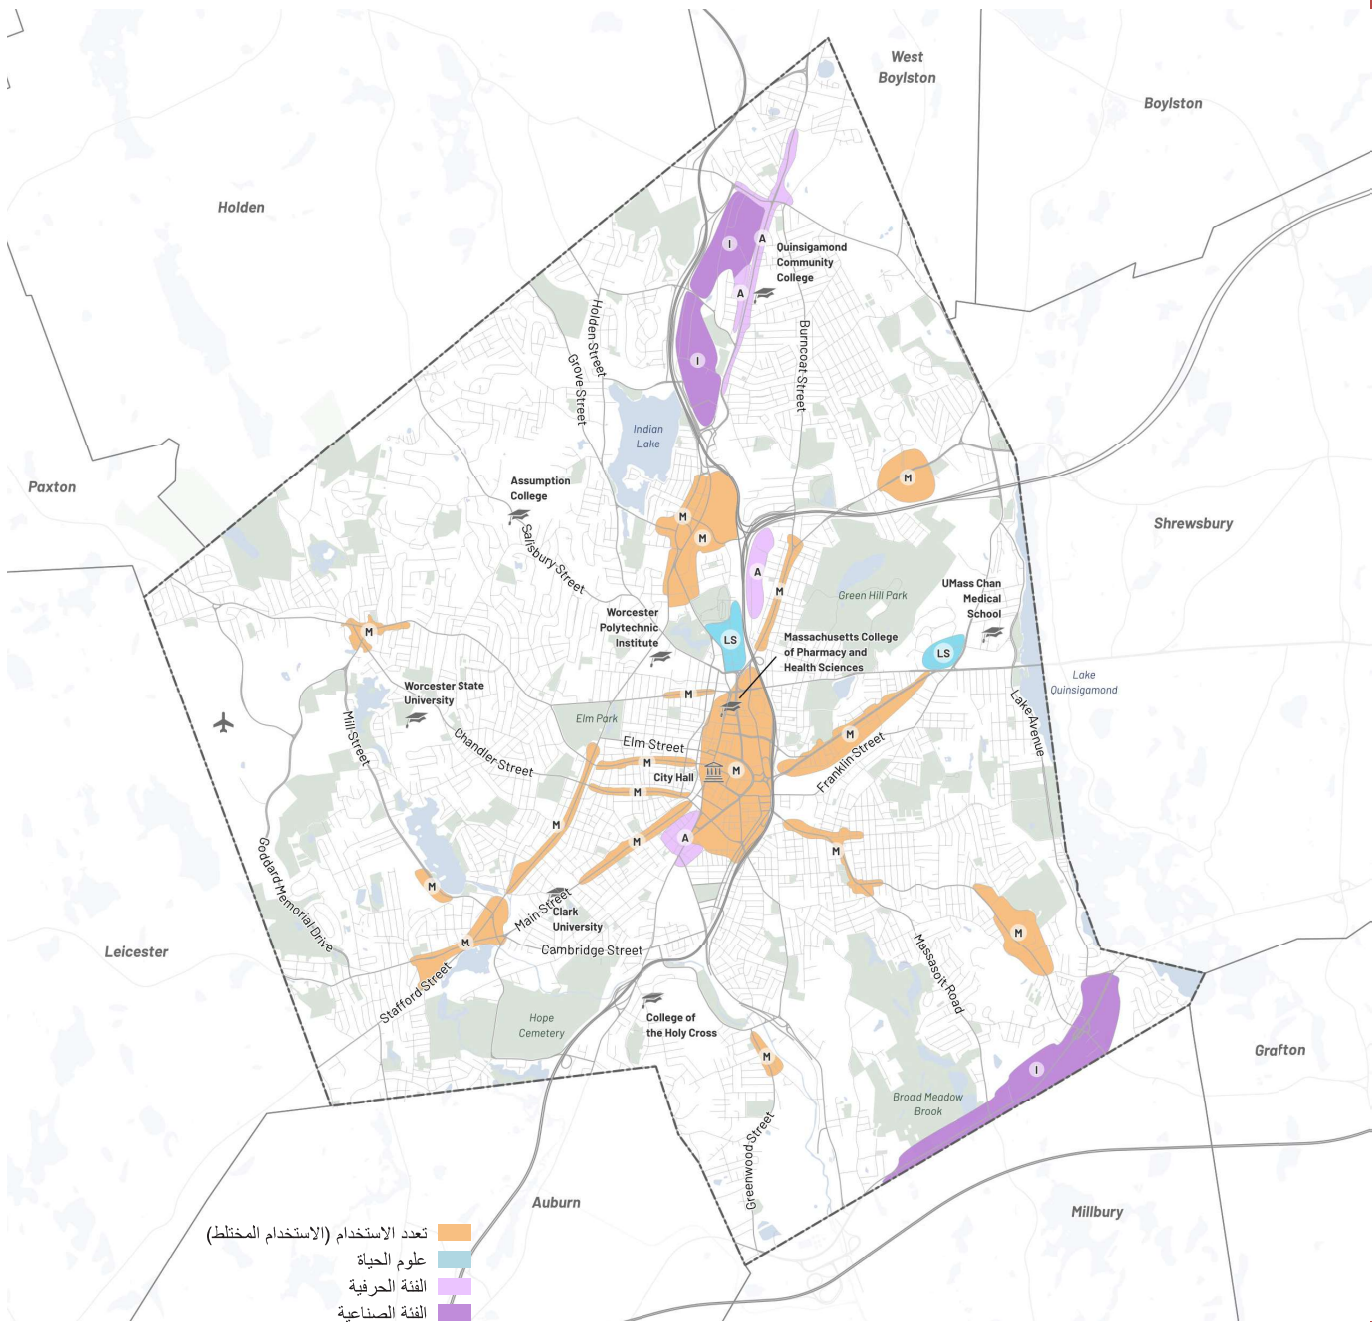 West
Boylston
Boylston
Holden
I
A
Quinsigamond
Community
College
A
Holden Street
Grove Street
Burncoat Street
I
Indian
Lake
Paxton
Assumption
College
M
Shrewsbury
M
M
Salisbury Street
A
M
Green Hill Park
UMass Chan
Medical
School
Worcester
Polytechnic
Institute
M
LS
Massachusetts College
of Pharmacy and
Health Sciences
LS
Lake
Quinsigamond
Worcester State
University
M
Lake Avenue
Elm Park
Mill Street
Chandler Street
Elm Street
M
Franklin Street
City Hall
M
M
M
M
M
A
M
Goddard Memorial Drive
M
Main Street
Clark
University
M
Massasoit Road
M
Leicester
Cambridge Street
Stafford Street
Hope
Cemetery
College of
the Holy Cross
M
I
Grafton
Broad Meadow
Brook
Greenwood Street
Auburn
Millbury
تعدد الاستخدام (الاستخدام المختلط)
علوم الحياة
الفئة الحرفية
الفئة الصناعية